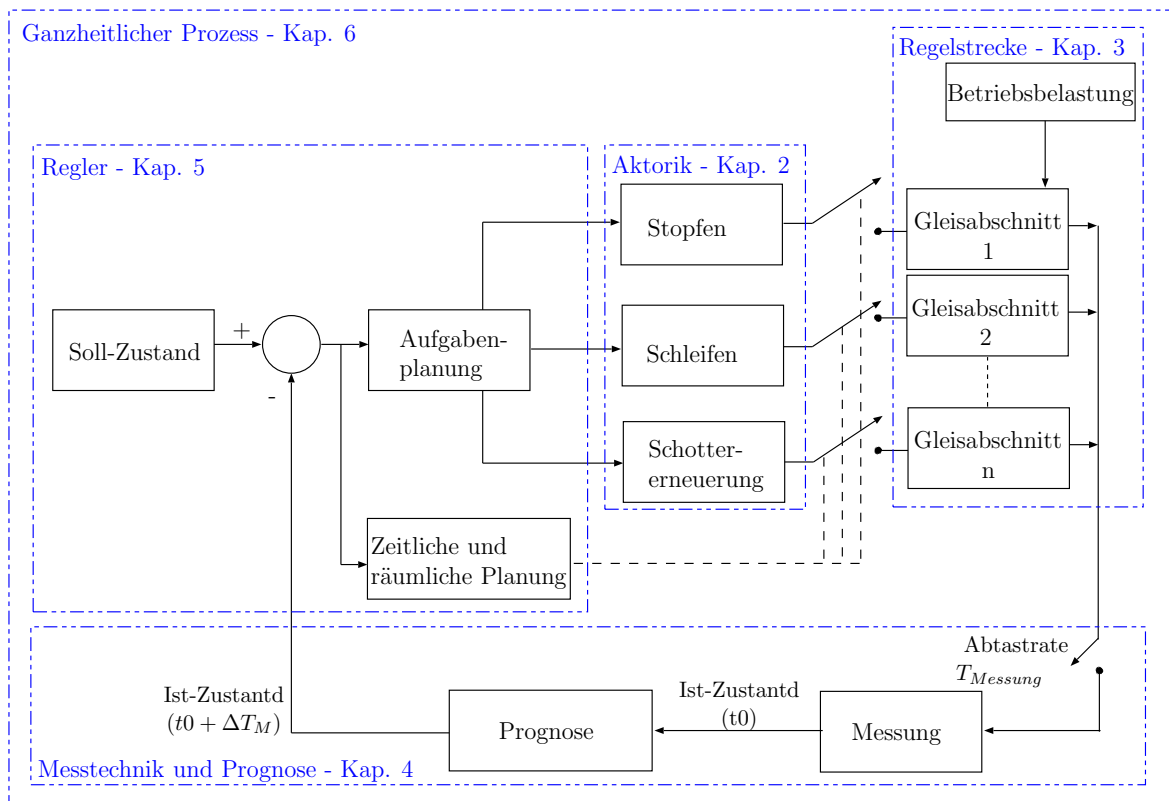 Ganzheitlicher Prozess - Kap. 6
Regelstrecke - Kap. 3
Betriebsbelastung
Regler - Kap. 5
Aktorik - Kap. 2
Stopfen
Gleisabschnitt
1
Soll-Zustand
+
-
Aufgaben-
planung
Schleifen
Gleisabschnitt
2
Schotter-
erneuerung
Gleisabschnitt
n
Zeitliche und
räumliche Planung
Abtastrate
T_{Messung}
Ist-Zustantd
(t0 + ΔT_M)
Prognose
Ist-Zustantd
(t0)
Messung
Messtechnik und Prognose - Kap. 4